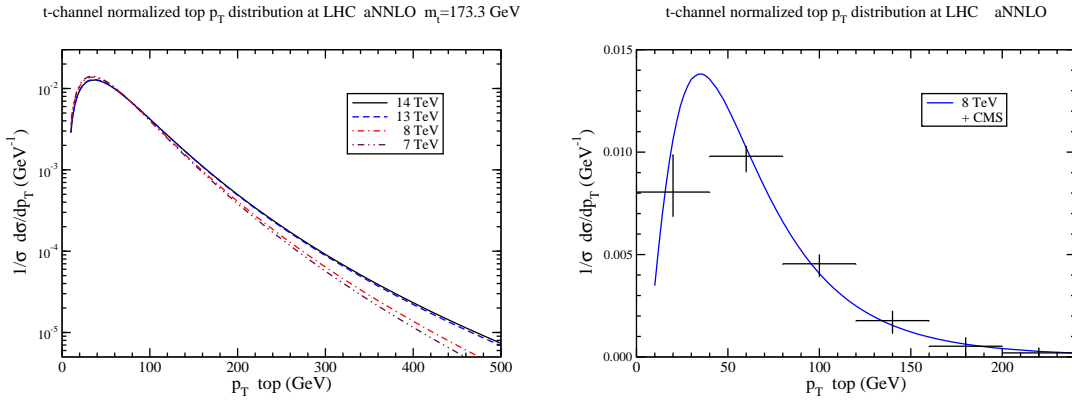 t-channel normalized top p_T distribution at LHC aNNLO m_t=173.3 GeV
1/σ dσ/dp_T (GeV⁻¹)
10⁻²
10⁻³
10⁻⁴
10⁻⁵
14 TeV
13 TeV
8 TeV
7 TeV
0 100 200 300 400 500
p_T top (GeV)
t-channel normalized top p_T distribution at LHC aNNLO
1/σ dσ/dp_T (GeV⁻¹)
0.015
0.010
0.005
0.000
8 TeV
+ CMS
0 50 100 150 200
p_T top (GeV)